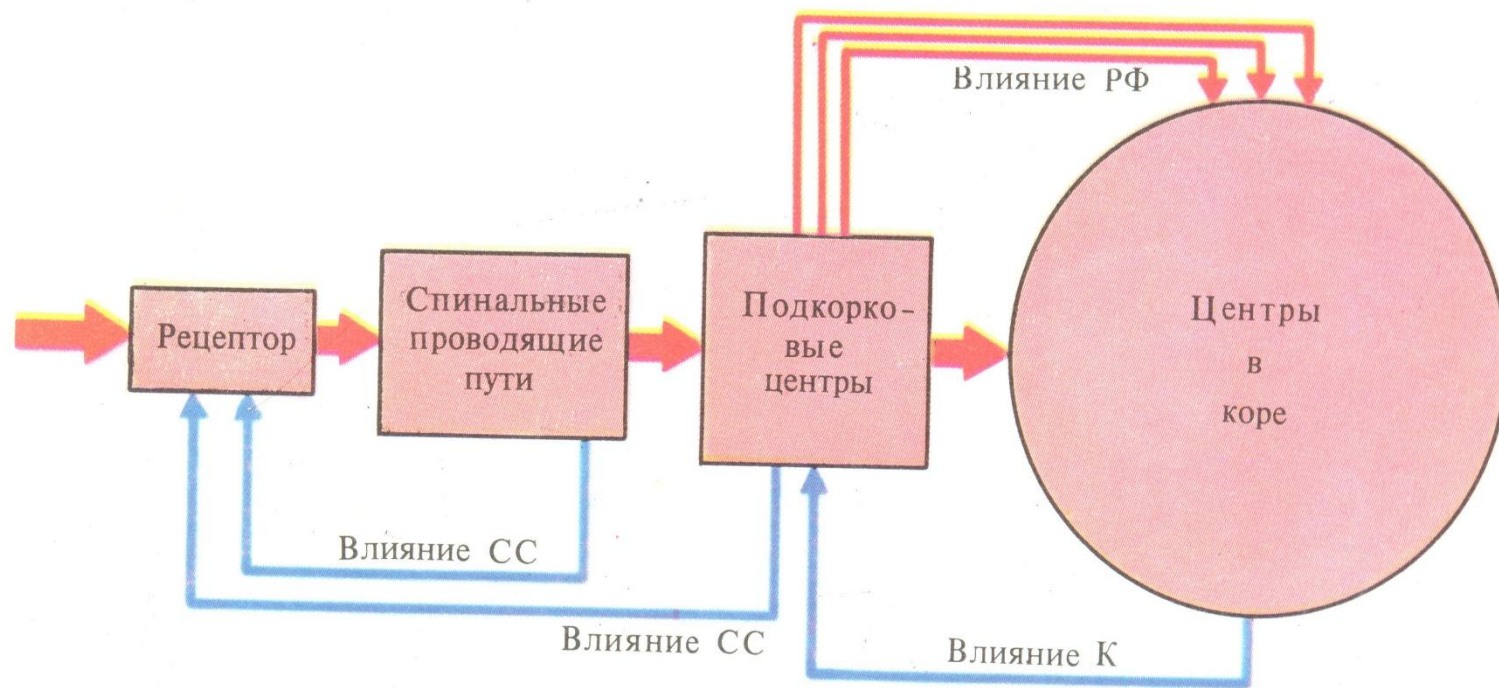 Влияние РФ
Рецептор
Спинальные
проводящие
пути
Подкорко-
вые
центры
Центры
в
коре
Влияние СС
Влияние СС
Влияние К